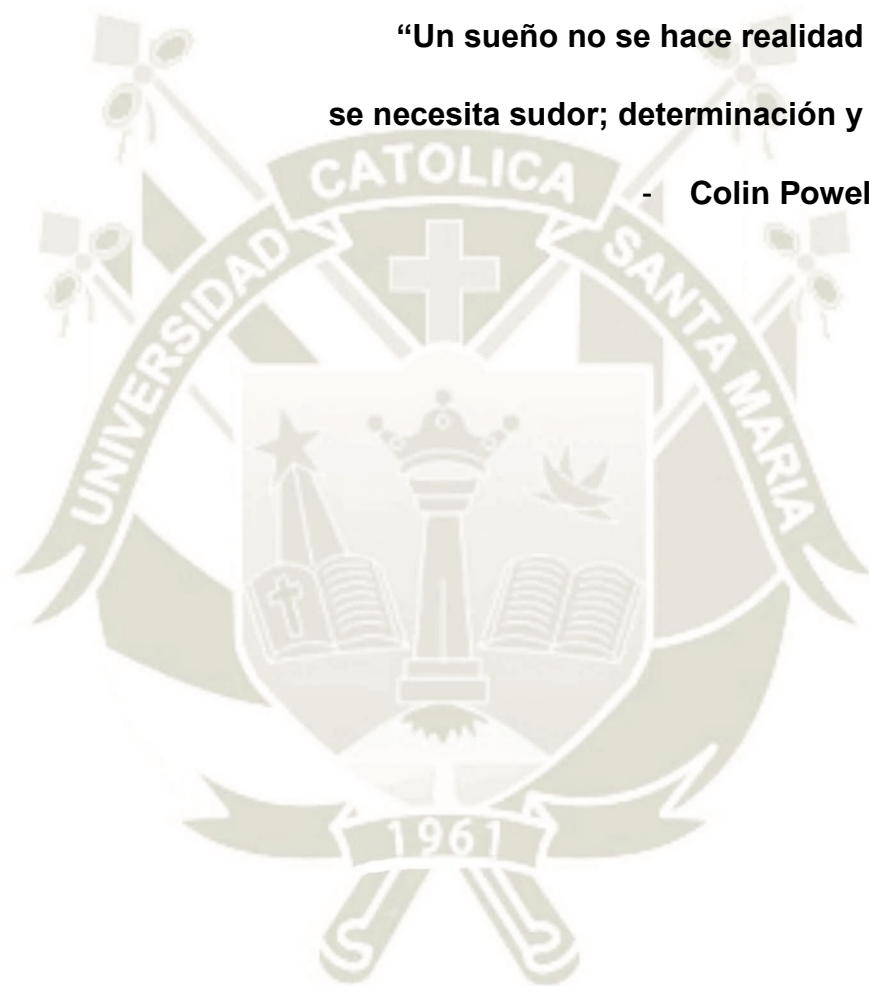 “Un sueño no se hace realidad
se necesita sudor; determinación y
- Colin Powel
CATOLICA
UNIVERSIDAD
SANTA MARIA
1961